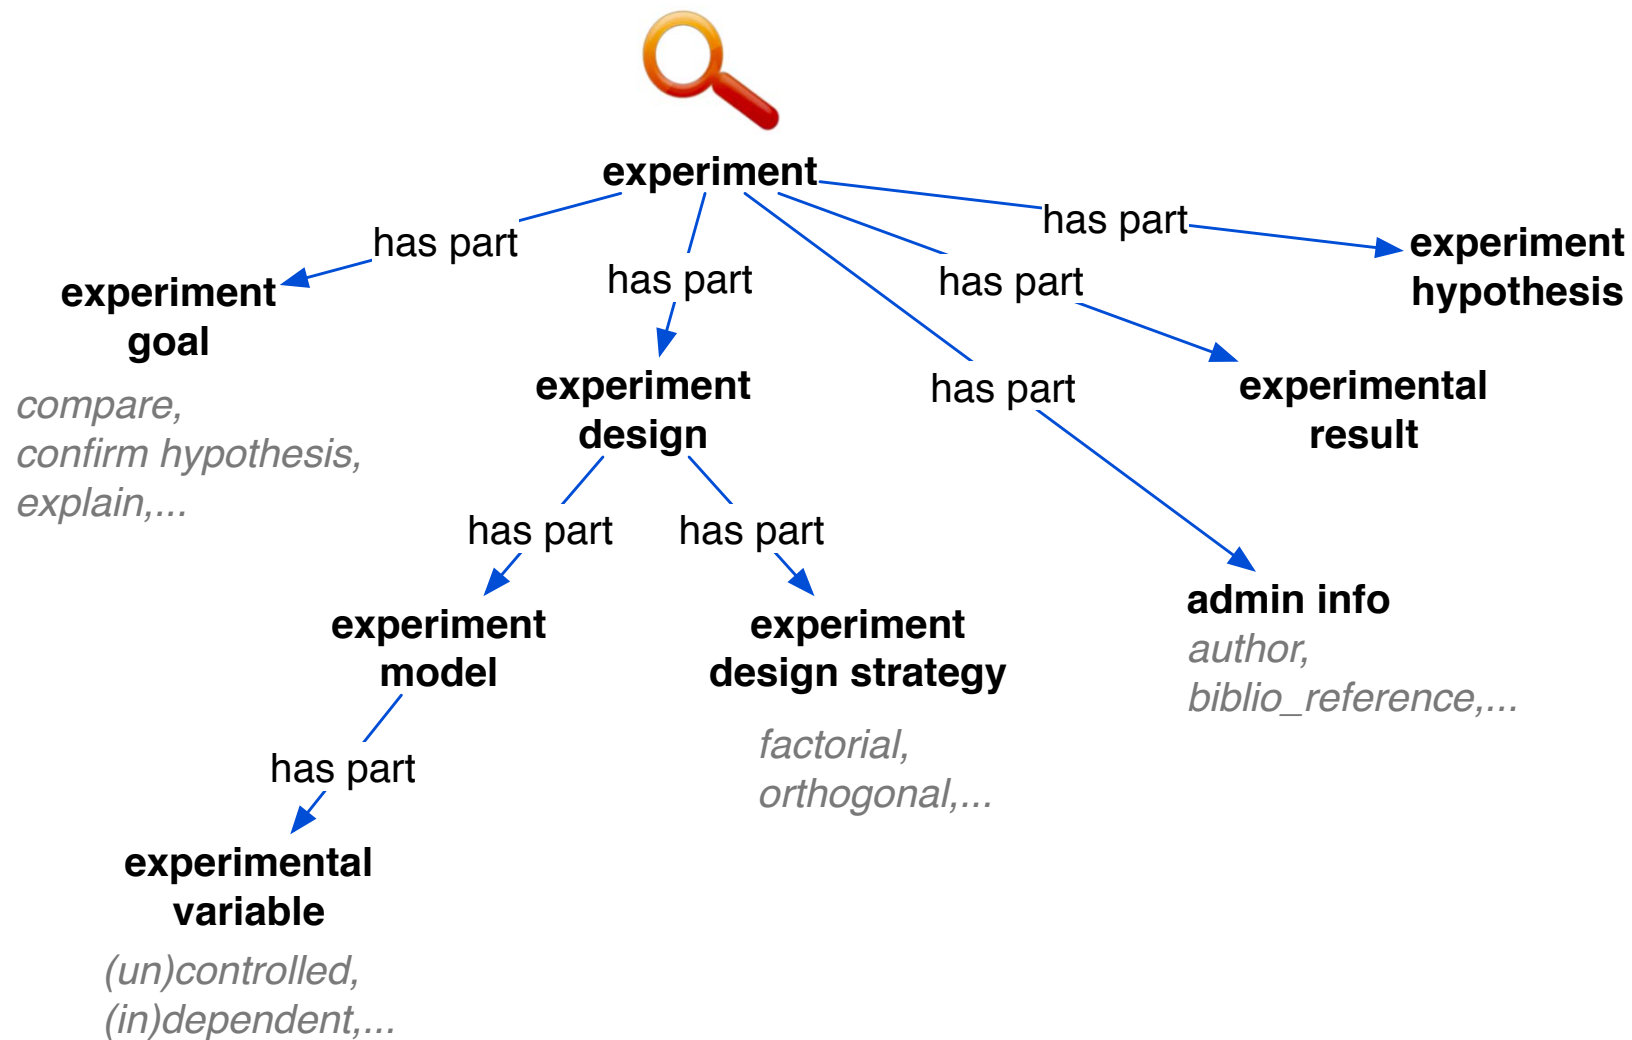 experiment
has part
experiment
hypothesis
has part
experiment
goal
compare,
confirm hypothesis,
explain,...
has part
experiment
design
has part
experimental
result
has part
admin info
author,
biblio_reference,...
has part
experiment
model
has part
experiment
design strategy
factorial,
orthogonal,...
has part
experimental
variable
(un)controlled,
(in)dependent,...